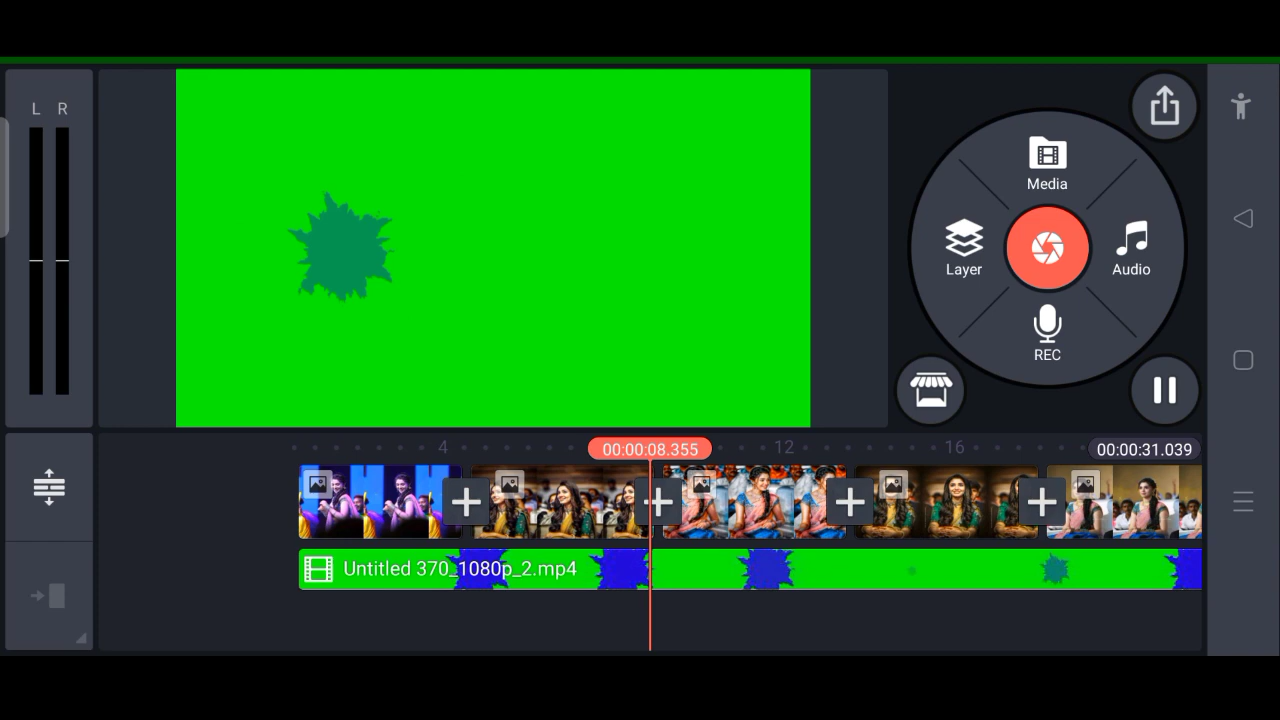 L R
Media
Layer
Audio
REC
4
00:00:08.355
12
16
00:00:31.039
Untitled 370_1080p_2.mp4